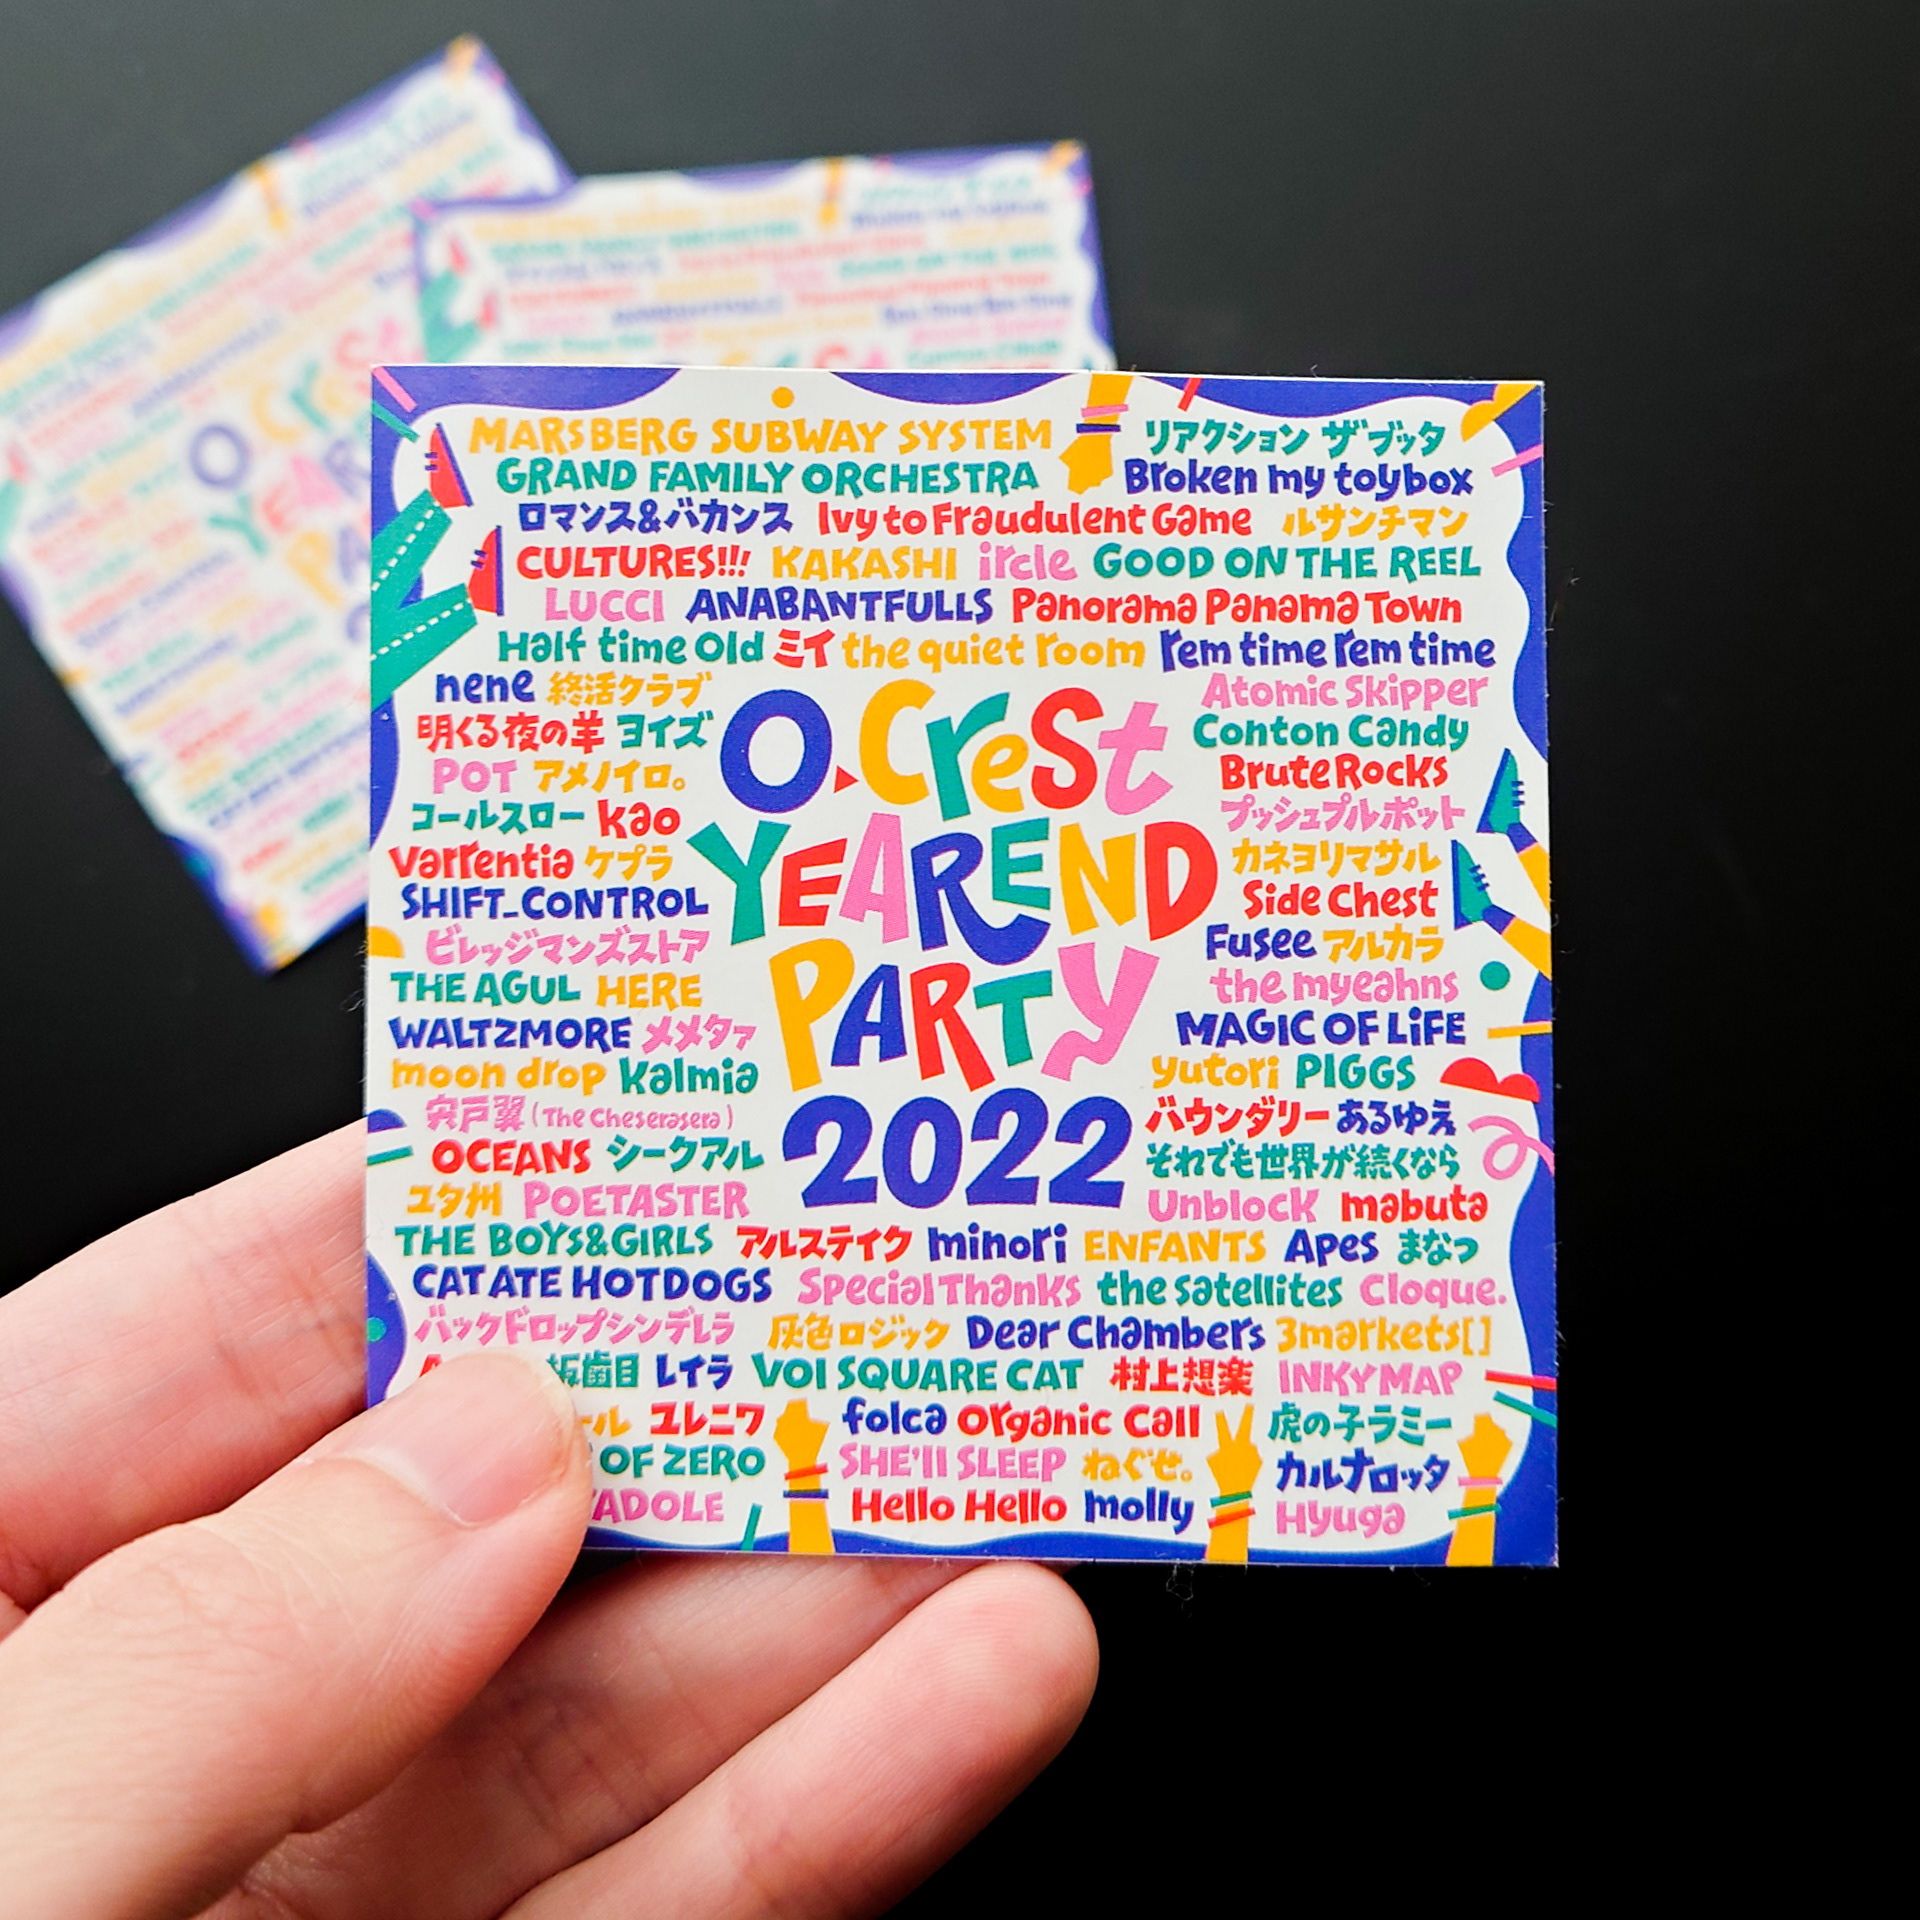 MARSBERG SUBWAY SYSTEM リアクション ザ ブッタ
GRAND FAMILY ORCHESTRA Broken my toybox
ロマンス&バカンス Ivy to Fraudulent Game ルサンチマン
CULTURES!!! KAKASHI ircle GOOD ON THE REEL
LUCCI ANABANTFULLS Panorama Panama Town
Half time Old ミイ the quiet room rem time rem time
nene 終活クラブ
明くる夜の羊 ヨイズ
POT アメノイロ。
コールスロー kao
Varrentia ケプラ
SHIFT_CONTROL
ビレッジマンズストア
THE AGUL HERE
WALTZMORE メメタァ
moon drop kalmia
宍戸翼 (The Cheserasera)
OCEANS シークアル
ユタ州 POETASTER
O.Crest
YEAREND
PARTY
2022
Atomic Skipper
Conton Candy
Brute Rocks
プッシュプルポット
カネヨリマサル
Side Chest
Fusee アルカラ
the myeahns
MAGIC OF LiFE
yutori PIGGS
バウンダリー あるゆえ
それでも世界が続くなら
Unblock mabuta
THE BOYS&GIRLS アルステイク minori ENFANTS Apes まなつ
CAT ATE HOTDOGS Special Thanks the satellites Cloque.
バックドロップシンデレラ 灰色ロジック Dear Chambers 3markets[]
板歯目 レイラ VOI SQUARE CAT 村上想楽 INKYMAP
ユレニワ folca Organic Call 虎の子ラミー
OF ZERO SHE'll SLEEP ねぐせ。 カルナロッタ
Hello Hello molly Hyuga